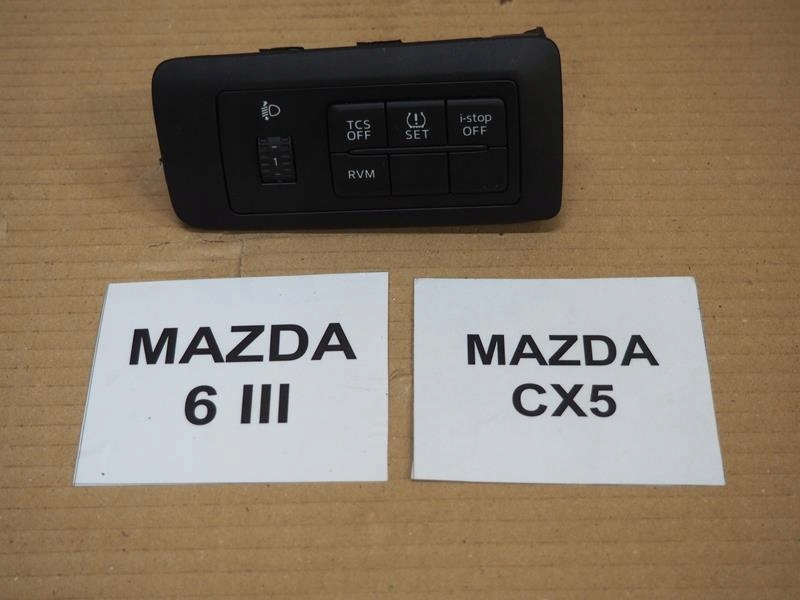 TCS
OFF
(!)
SET
i-stop
OFF
1
RVM
MAZDA
6 III
MAZDA
CX5